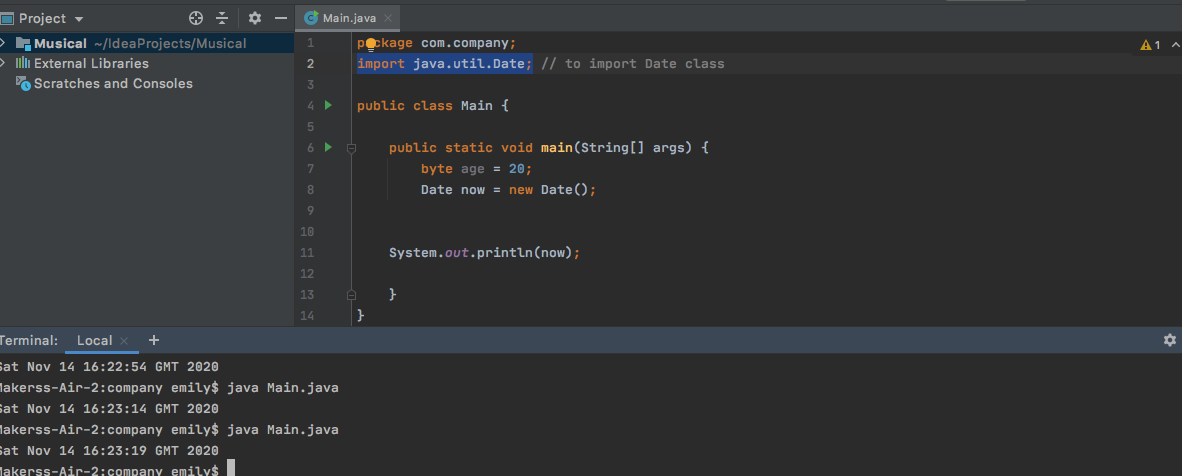 Project
Main.java
Musical ~/IdeaProjects/Musical
External Libraries
Scratches and Consoles
1 package com.company;
2 import java.util.Date; // to import Date class
3
4 public class Main {
5
6 public static void main(String[] args) {
7 byte age = 20;
8 Date now = new Date();
9
10
11 System.out.println(now);
12
13 }
14 }
1
Terminal: Local +
Sat Nov 14 16:22:54 GMT 2020
Makerss-Air-2:company emily$ java Main.java
Sat Nov 14 16:23:14 GMT 2020
Makerss-Air-2:company emily$ java Main.java
Sat Nov 14 16:23:19 GMT 2020
Makerss-Air-2:company emily$